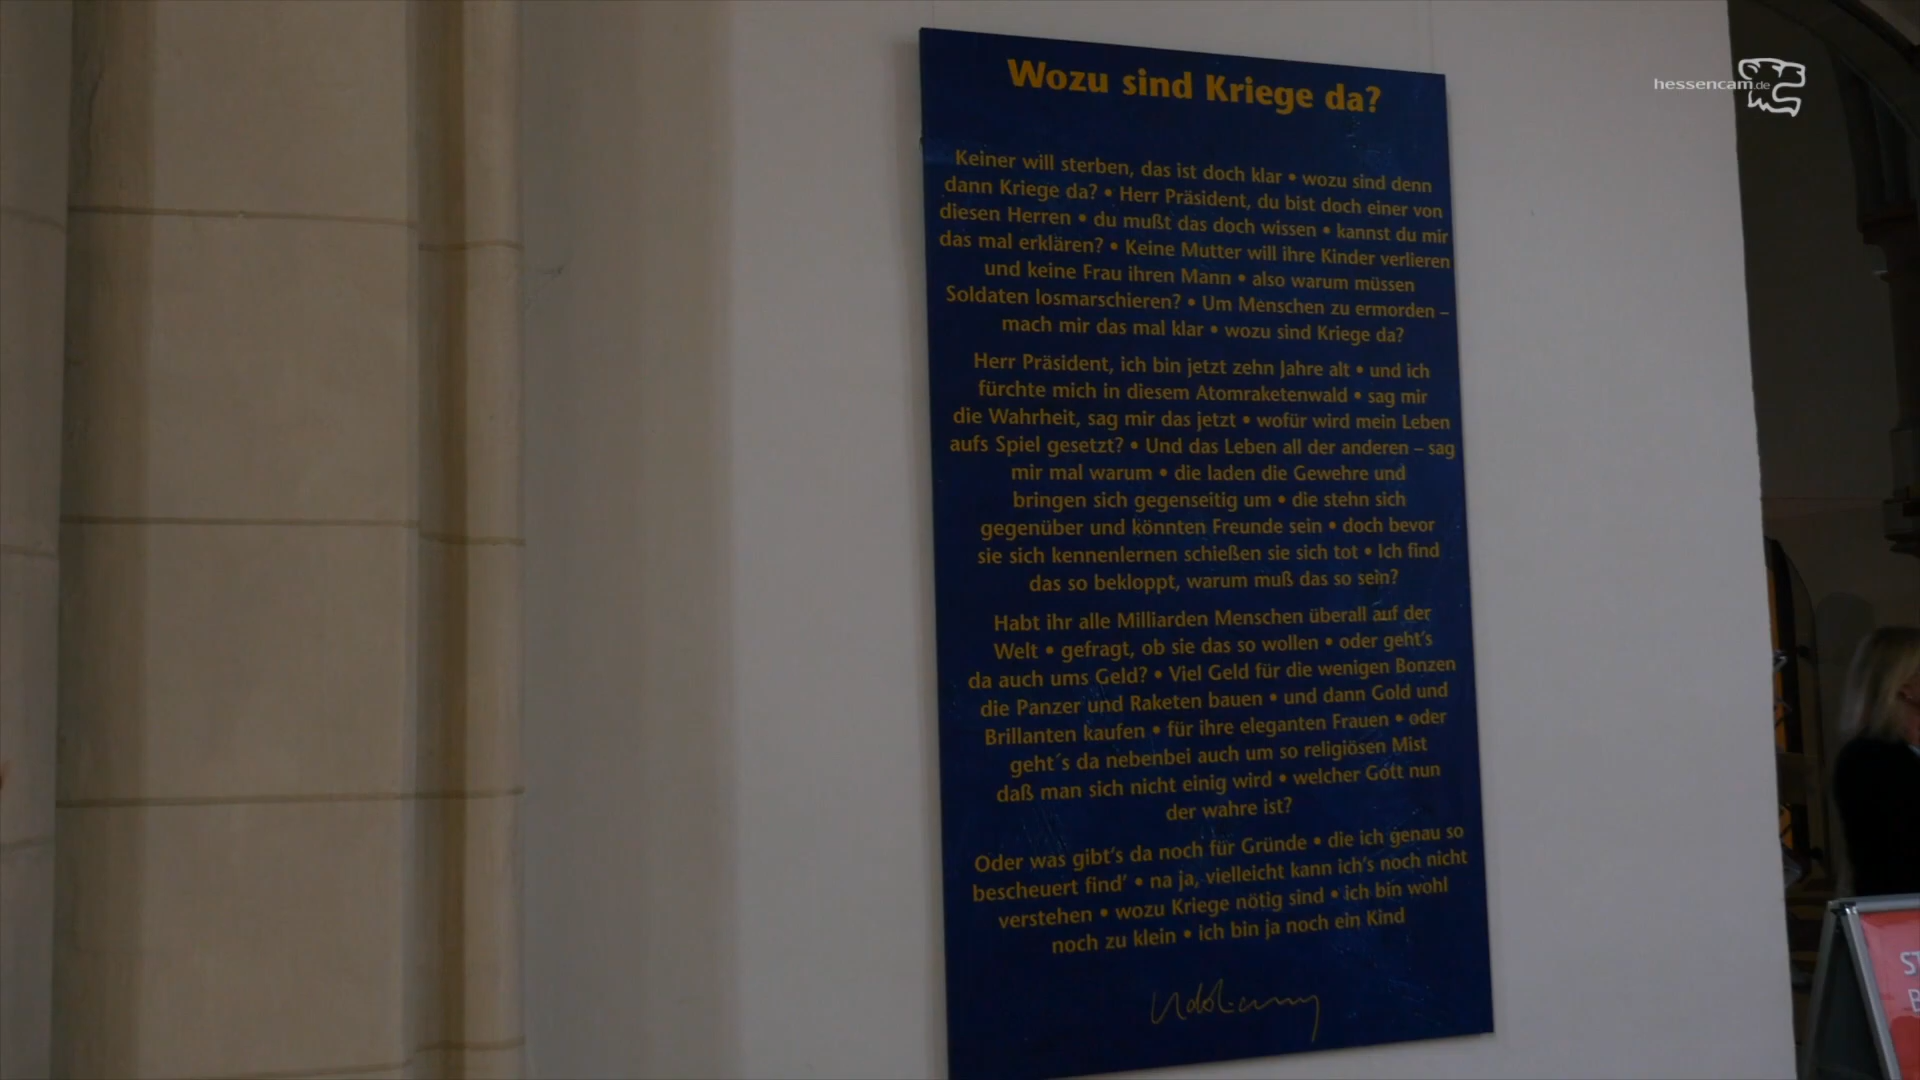 Wozu sind Kriege da?
Keiner will sterben, das ist doch klar • wozu sind denn
dann Kriege da? • Herr Präsident, du bist doch einer von
diesen Herren • du mußt das doch wissen • kannst du mir
das mal erklären? • Keine Mutter will ihre Kinder verlieren
und keine Frau ihren Mann • also warum müssen
Soldaten losmarschieren? • Um Menschen zu ermorden –
mach mir das mal klar • wozu sind Kriege da?
Herr Präsident, ich bin jetzt zehn Jahre alt • und ich
fürchte mich in diesem Atomraketenwald • sag mir
die Wahrheit, sag mir das jetzt • wofür wird mein Leben
aufs Spiel gesetzt? • Und das Leben all der anderen – sag
mir mal warum • die laden die Gewehre und
bringen sich gegenseitig um • die stehn sich
gegenüber und könnten Freunde sein • doch bevor
sie sich kennenlernen schießen sie sich tot • Ich find
das so bekloppt, warum muß das so sein?
Habt ihr alle Milliarden Menschen überall auf der
Welt • gefragt, ob sie das so wollen • oder geht's
da auch ums Geld? • Viel Geld für die wenigen Bonzen
die Panzer und Raketen bauen • und dann Gold und
Brillanten kaufen • für ihre eleganten Frauen • oder
geht´s da nebenbei auch um so religiösen Mist
daß man sich nicht einig wird • welcher Gott nun
der wahre ist?
Oder was gibt's da noch für Gründe • die ich genau so
bescheuert find' • na ja, vielleicht kann ich's noch nicht
verstehen • wozu Kriege nötig sind • ich bin wohl
noch zu klein • ich bin ja noch ein Kind
hessencam.de